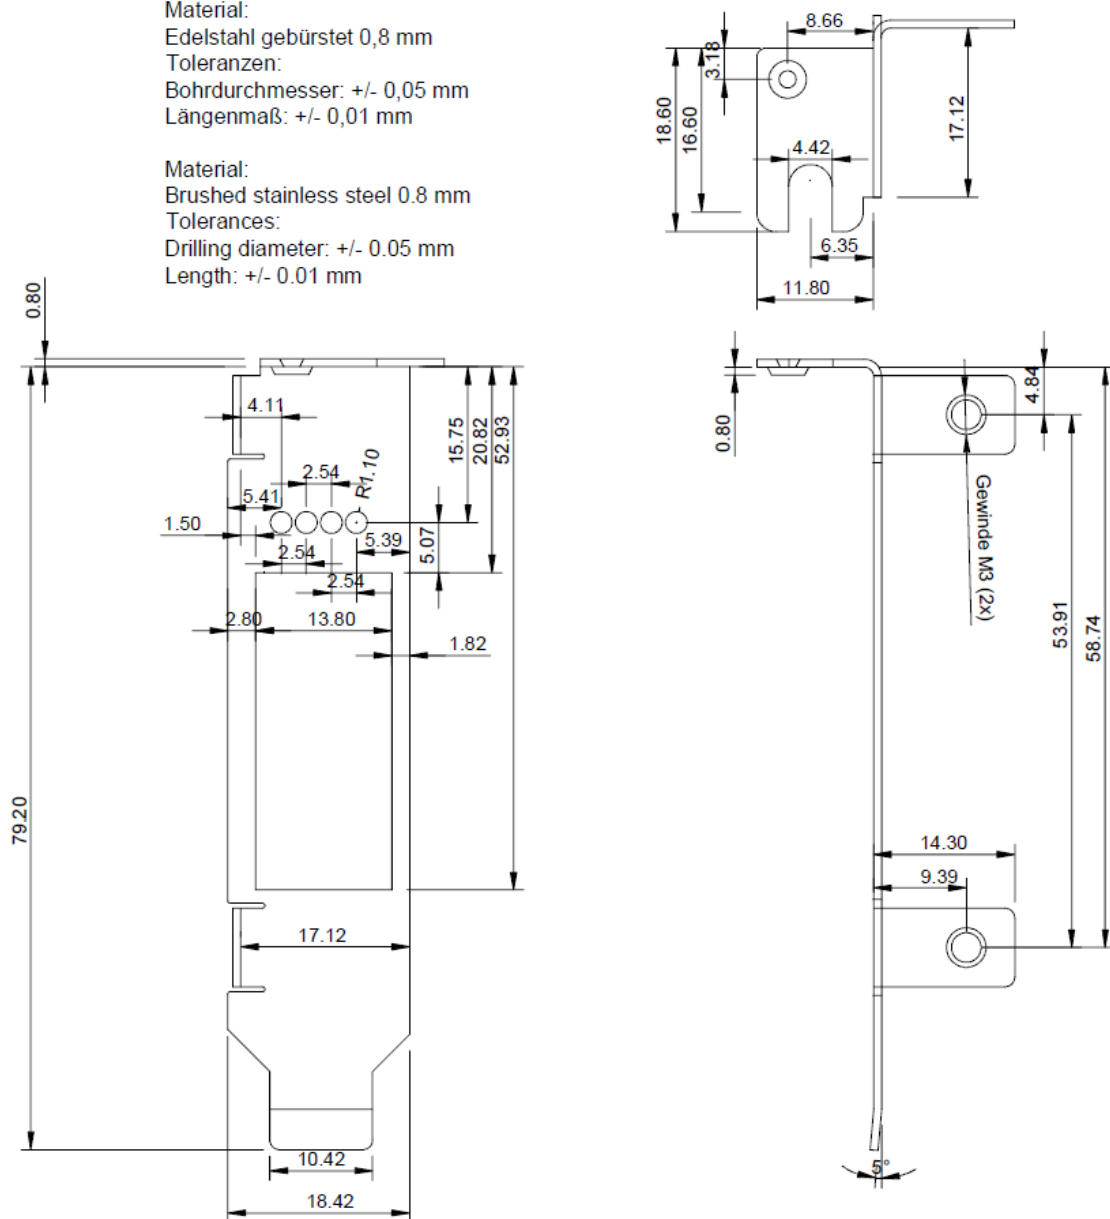 Material:
Edelstahl gebürstet 0,8 mm
Toleranzen:
Bohrdurchmesser: +/- 0,05 mm
Längenmaß: +/- 0,01 mm
Material:
Brushed stainless steel 0.8 mm
Tolerances:
Drilling diameter: +/- 0.05 mm
Length: +/- 0.01 mm
8.66
3.18
18.60
16.60
4.42
17.12
6.35
11.80
0.80
4.11
15.75
20.82
52.93
2.54
R1.10
5.41
1.50
5.39
5.07
2.54
2.54
2.80
13.80
1.82
79.20
17.12
10.42
18.42
4.84
0.80
Gewinde M3 (2x)
53.91
58.74
14.30
9.39
5°